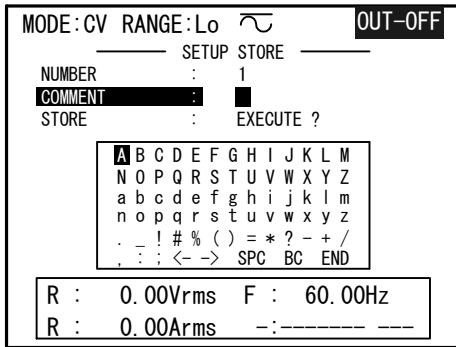 MODE:CV RANGE:Lo OUT-OFF
SETUP STORE
NUMBER : 1
COMMENT :
STORE : EXECUTE ?
A B C D E F G H I J K L M
N O P Q R S T U V W X Y Z
a b c d e f g h i j k l m
n o p q r s t u v w x y z
. _ ! # % ( ) = * ? - + /
, : ; <- -> SPC BC END
R : 0.00Vrms F : 60.00Hz
R : 0.00Arms -:------- ---